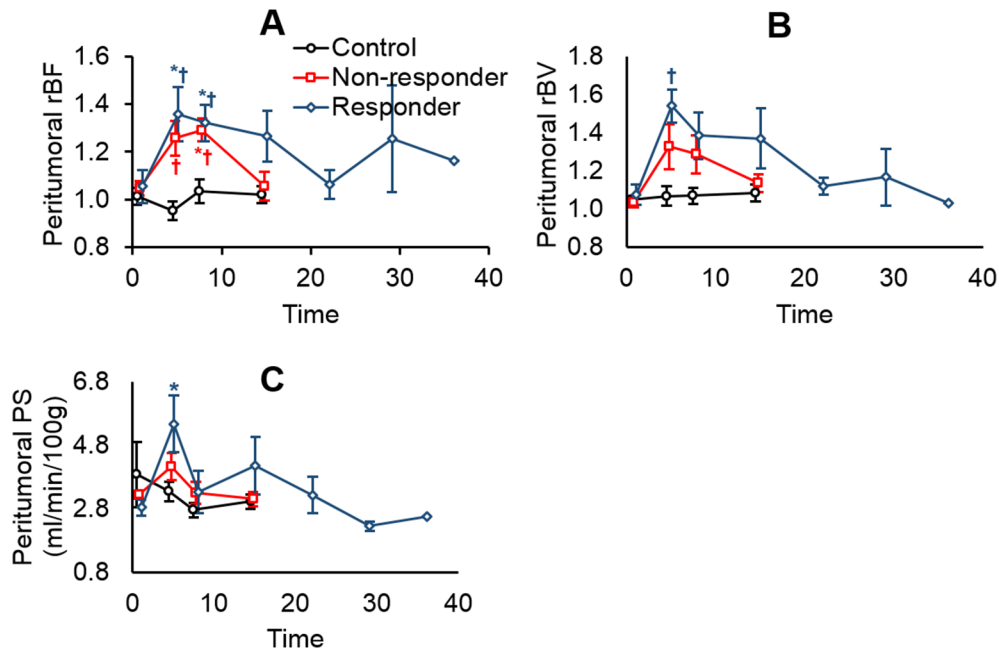 A
B
Control
Non-responder
Responder
Peritumoral rBF
1.6
1.4
1.2
1.0
0.8
*†
*†
†
*†
0
10
20
30
40
Time
Peritumoral rBV
1.8
1.6
1.4
1.2
1.0
0.8
†
0
10
20
30
40
Time
C
Peritumoral PS
(ml/min/100g)
6.8
4.8
2.8
0.8
*
0
10
20
30
40
Time